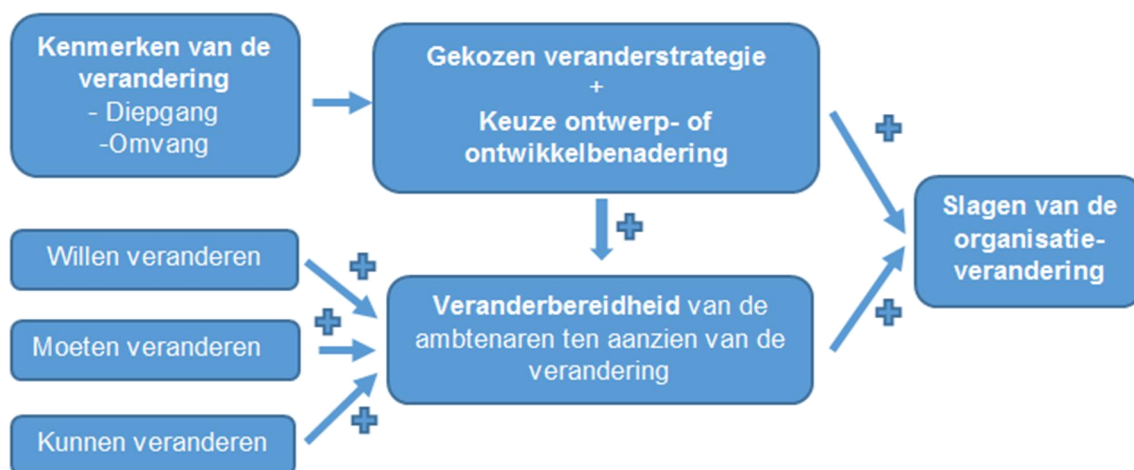 Kenmerken van de
verandering
- Diepgang
-Omvang
Gekozen veranderstrategie
+
Keuze ontwerp- of
ontwikkelbenadering
Willen veranderen
Moeten veranderen
Kunnen veranderen
Veranderbereidheid van de
ambtenaren ten aanzien van de
verandering
Slagen van de
organisatie-
verandering